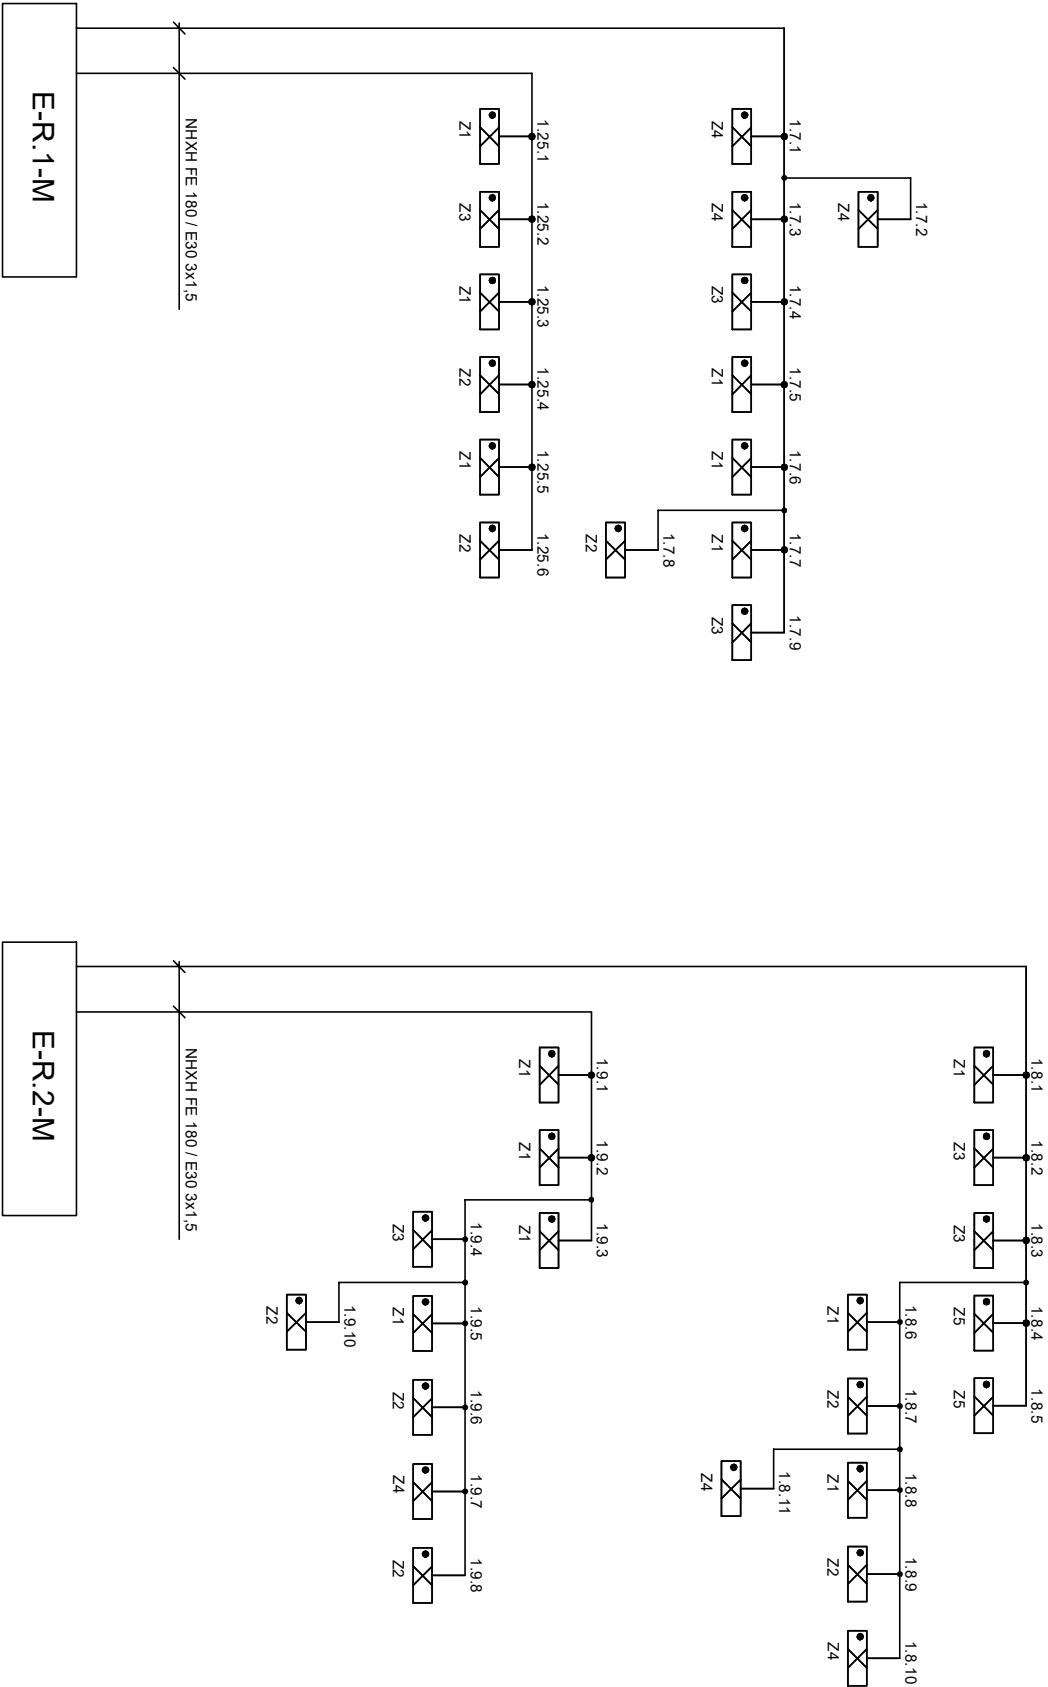 E-R.1-M
NHXH FE 180 / E30 3x1,5
1.7.1
Z4
1.7.2
Z4
1.7.3
Z4
1.7.4
Z3
1.7.5
Z1
1.7.6
Z1
1.7.7
Z1
1.7.8
Z2
1.7.9
Z3
1.25.1
Z1
1.25.2
Z3
1.25.3
Z1
1.25.4
Z2
1.25.5
Z1
1.25.6
Z2
E-R.2-M
NHXH FE 180 / E30 3x1,5
1.8.1
Z1
1.8.2
Z3
1.8.3
Z3
1.8.4
Z5
1.8.5
Z5
1.8.6
Z1
1.8.7
Z2
1.8.8
Z1
1.8.9
Z2
1.8.10
Z4
1.8.11
Z4
1.9.1
Z1
1.9.2
Z1
1.9.3
Z1
1.9.4
Z3
1.9.5
Z1
1.9.6
Z2
1.9.7
Z4
1.9.8
Z2
1.9.10
Z2